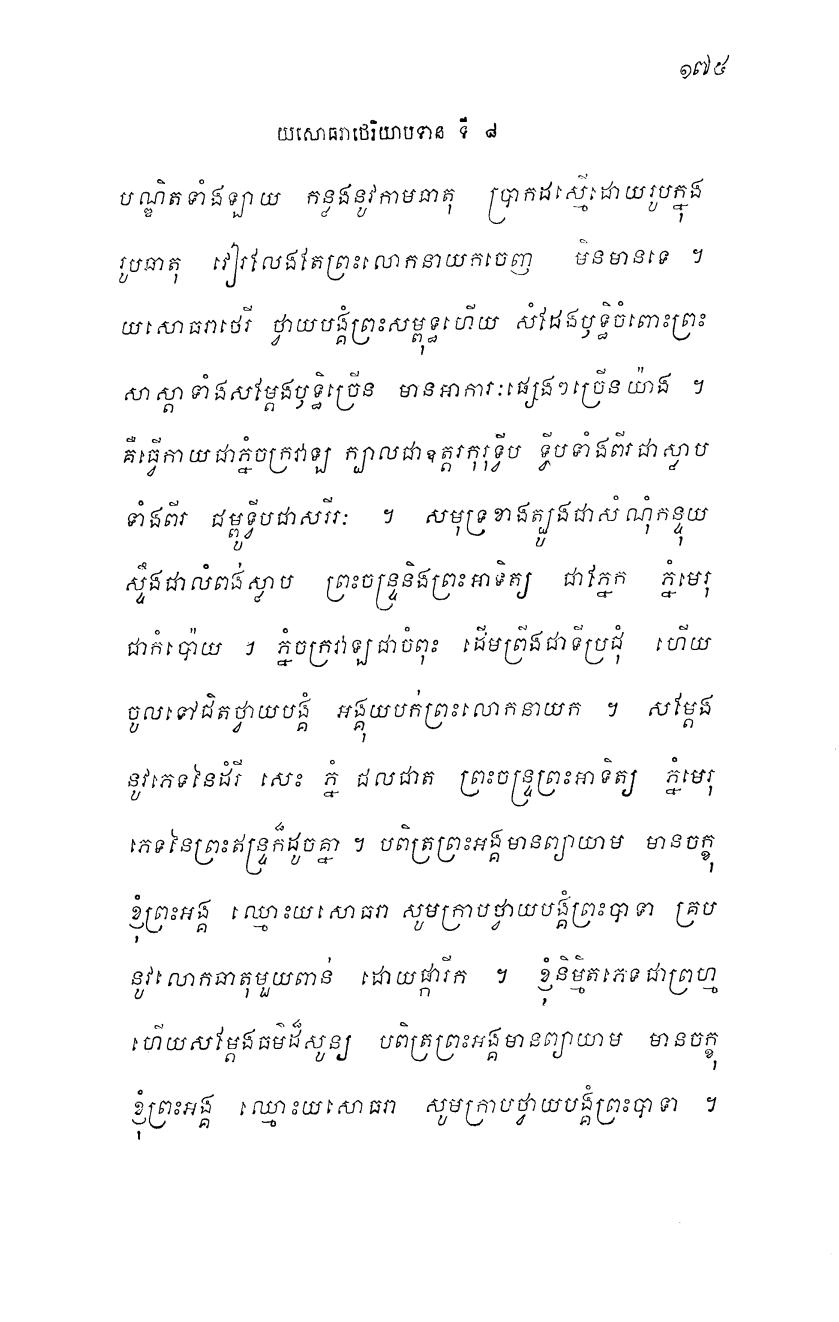 ១៧៥
យសោធរាថេរិយាបទាន ទី ៨
បណ្ឌិតទាំងឡាយ កន្លងនូវកាមធាតុ ប្រាកដស្មើដោយរូបក្នុង
រូបធាតុ វៀរលែងតែព្រះលោកនាយកចេញ មិនមានទេ ។
យសោធរាថេរី ថ្វាយបង្គំព្រះសម្ពុទ្ធហើយ សំដែងឫទ្ធិចំពោះព្រះ
សាស្តាទាំងសម្តែងឫទ្ធិច្រើន មានអាការៈផ្សេងៗច្រើនយ៉ាង ។
គឺធ្វើកាយជាភ្នំចក្រវាឡ ក្បាលជាឧត្តរកុរុទ្វីប ទ្វីបទាំងពីរជាស្លាប
ទាំងពីរ ជម្ពូទ្វីបជាសរីរៈ ។ សមុទ្រខាងត្បូងជាសំណុំកន្ទុយ
ស្ទឹងជាលំពង់ស្លាប ព្រះចន្ទ្រនិងព្រះអាទិត្យ ជាភ្នែក ភ្នំមេរុ
ជាកំប៉ោយ ។ ភ្នំចក្រវាឡជាចំពុះ ដើមព្រីងជាទីប្រជុំ ហើយ
ចូលទៅជិតថ្វាយបង្គំ អង្គុយបក់ព្រះលោកនាយក ។ សម្តែង
នូវភេទនៃដំរី សេះ ភ្នំ ជលជាត ព្រះចន្ទ្រព្រះអាទិត្យ ភ្នំមេរុ
ភេទនៃព្រះឥន្ទ្រក៏ដូចគ្នា ។ បពិត្រព្រះអង្គមានព្យាយាម មានចក្ខុ
ខ្ញុំព្រះអង្គ ឈ្មោះយសោធរា សូមក្រាបថ្វាយបង្គំព្រះបាទា គ្រប
នូវលោកធាតុមួយពាន់ ដោយផ្ការីក ។ ខ្ញុំនិម្មិតភេទជាព្រហ្ម
ហើយសម្តែងធម៌ដ៏សូន្យ បពិត្រព្រះអង្គមានព្យាយាម មានចក្ខុ
ខ្ញុំព្រះអង្គ ឈ្មោះយសោធរា សូមក្រាបថ្វាយបង្គំព្រះបាទា ។